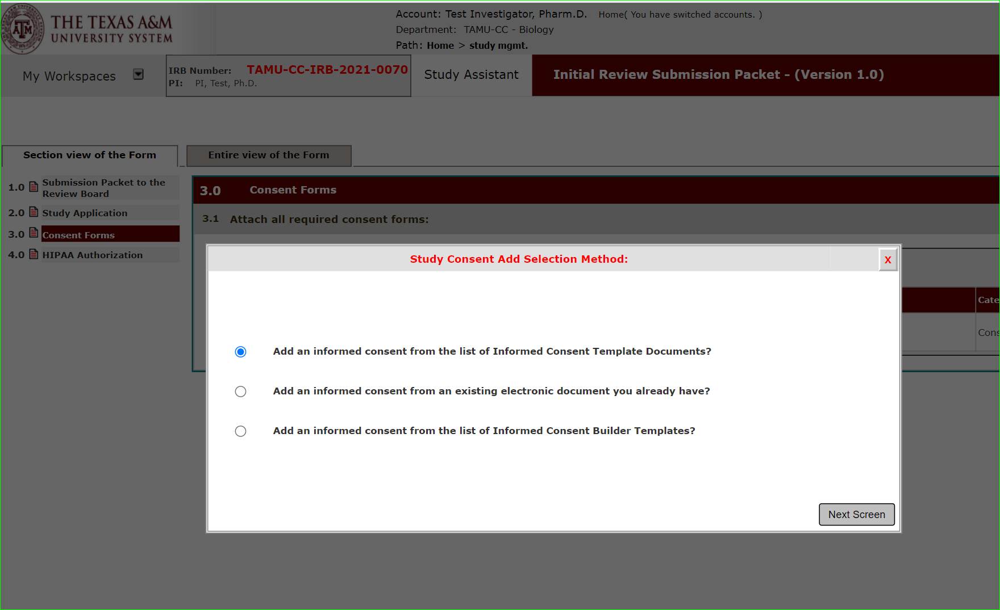 THE TEXAS A&M
UNIVERSITY SYSTEM
Account: Test Investigator, Pharm.D. Home( You have switched accounts. )
Department: TAMU-CC - Biology
Path: Home > study mgmt.
My Workspaces
IRB Number: TAMU-CC-IRB-2021-0070
PI: PI, Test, Ph.D.
Study Assistant
Initial Review Submission Packet - (Version 1.0)
Section view of the Form
Entire view of the Form
1.0 Submission Packet to the
Review Board
2.0 Study Application
3.0 Consent Forms
4.0 HIPAA Authorization
3.0 Consent Forms
3.1 Attach all required consent forms:
Cate
Cons
Study Consent Add Selection Method:
X
Add an informed consent from the list of Informed Consent Template Documents?
Add an informed consent from an existing electronic document you already have?
Add an informed consent from the list of Informed Consent Builder Templates?
Next Screen